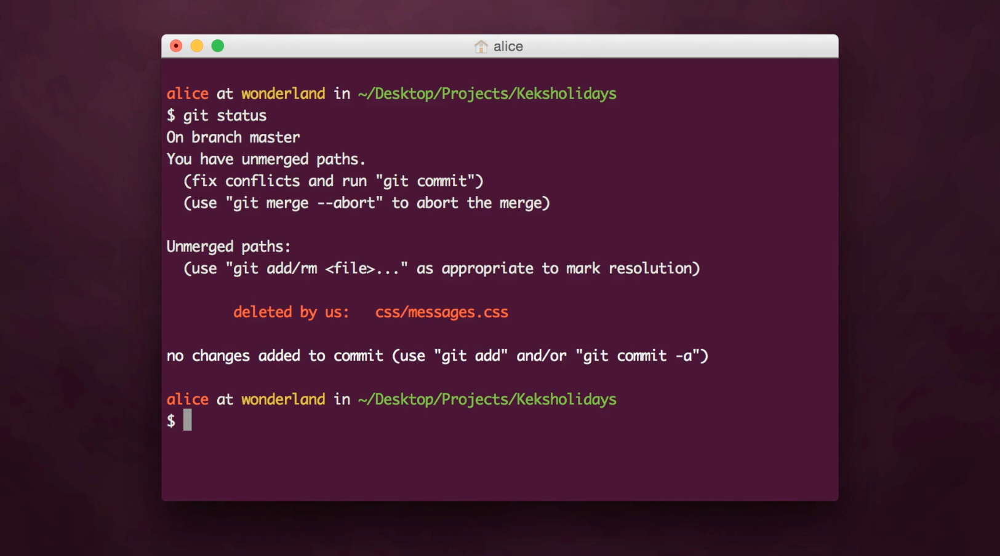 alice
alice at wonderland in ~/Desktop/Projects/Keksholidays
$ git status
On branch master
You have unmerged paths.
  (fix conflicts and run "git commit")
  (use "git merge --abort" to abort the merge)
Unmerged paths:
  (use "git add/rm <file>..." as appropriate to mark resolution)
        deleted by us:   css/messages.css
no changes added to commit (use "git add" and/or "git commit -a")
alice at wonderland in ~/Desktop/Projects/Keksholidays
$